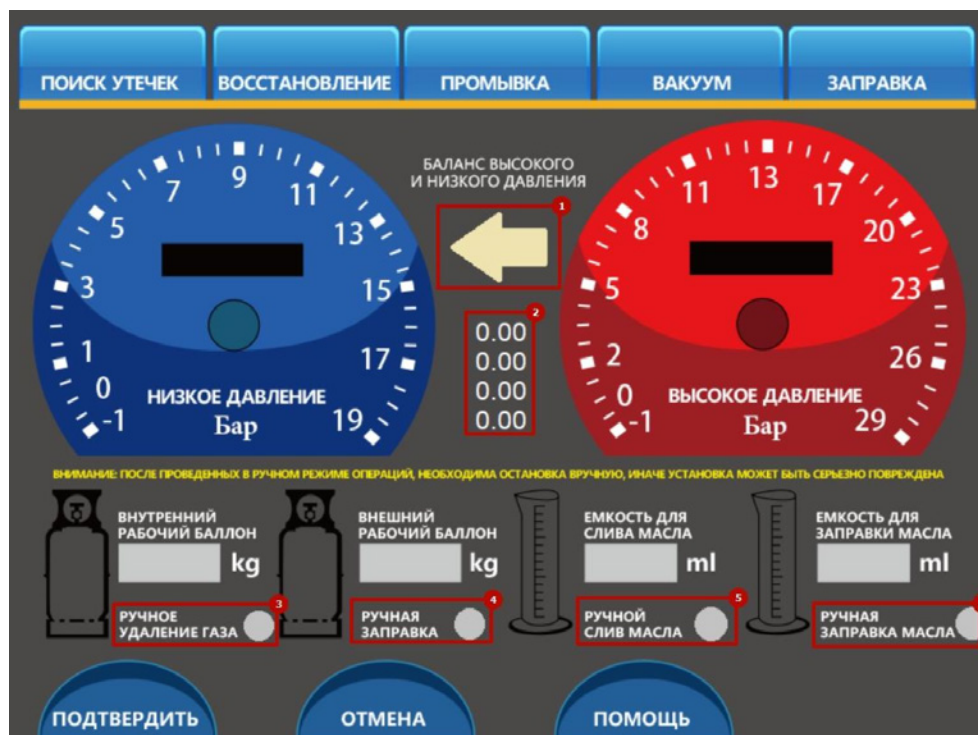 ПОИСК УТЕЧЕК
ВОССТАНОВЛЕНИЕ
ПРОМЫВКА
ВАКУУМ
ЗАПРАВКА
-1
0
1
3
5
7
9
11
13
15
17
19
НИЗКОЕ ДАВЛЕНИЕ
Бар
БАЛАНС ВЫСОКОГО
И НИЗКОГО ДАВЛЕНИЯ
1
2
0.00
0.00
0.00
0.00
-1
0
2
5
8
11
13
17
20
23
26
29
ВЫСОКОЕ ДАВЛЕНИЕ
Бар
ВНИМАНИЕ: ПОСЛЕ ПРОВЕДЕННЫХ В РУЧНОМ РЕЖИМЕ ОПЕРАЦИЙ, НЕОБХОДИМА ОСТАНОВКА ВРУЧНУЮ, ИНАЧЕ УСТАНОВКА МОЖЕТ БЫТЬ СЕРЬЕЗНО ПОВРЕЖДЕНА
ВНУТРЕННИЙ
РАБОЧИЙ БАЛЛОН
kg
РУЧНОЕ
УДАЛЕНИЕ ГАЗА
3
ВНЕШНИЙ
РАБОЧИЙ БАЛЛОН
kg
РУЧНАЯ
ЗАПРАВКА
4
ЕМКОСТЬ ДЛЯ
СЛИВА МАСЛА
ml
РУЧНОЙ
СЛИВ МАСЛА
5
ЕМКОСТЬ ДЛЯ
ЗАПРАВКИ МАСЛА
ml
РУЧНАЯ
ЗАПРАВКА МАСЛА
ПОДТВЕРДИТЬ
ОТМЕНА
ПОМОЩЬ